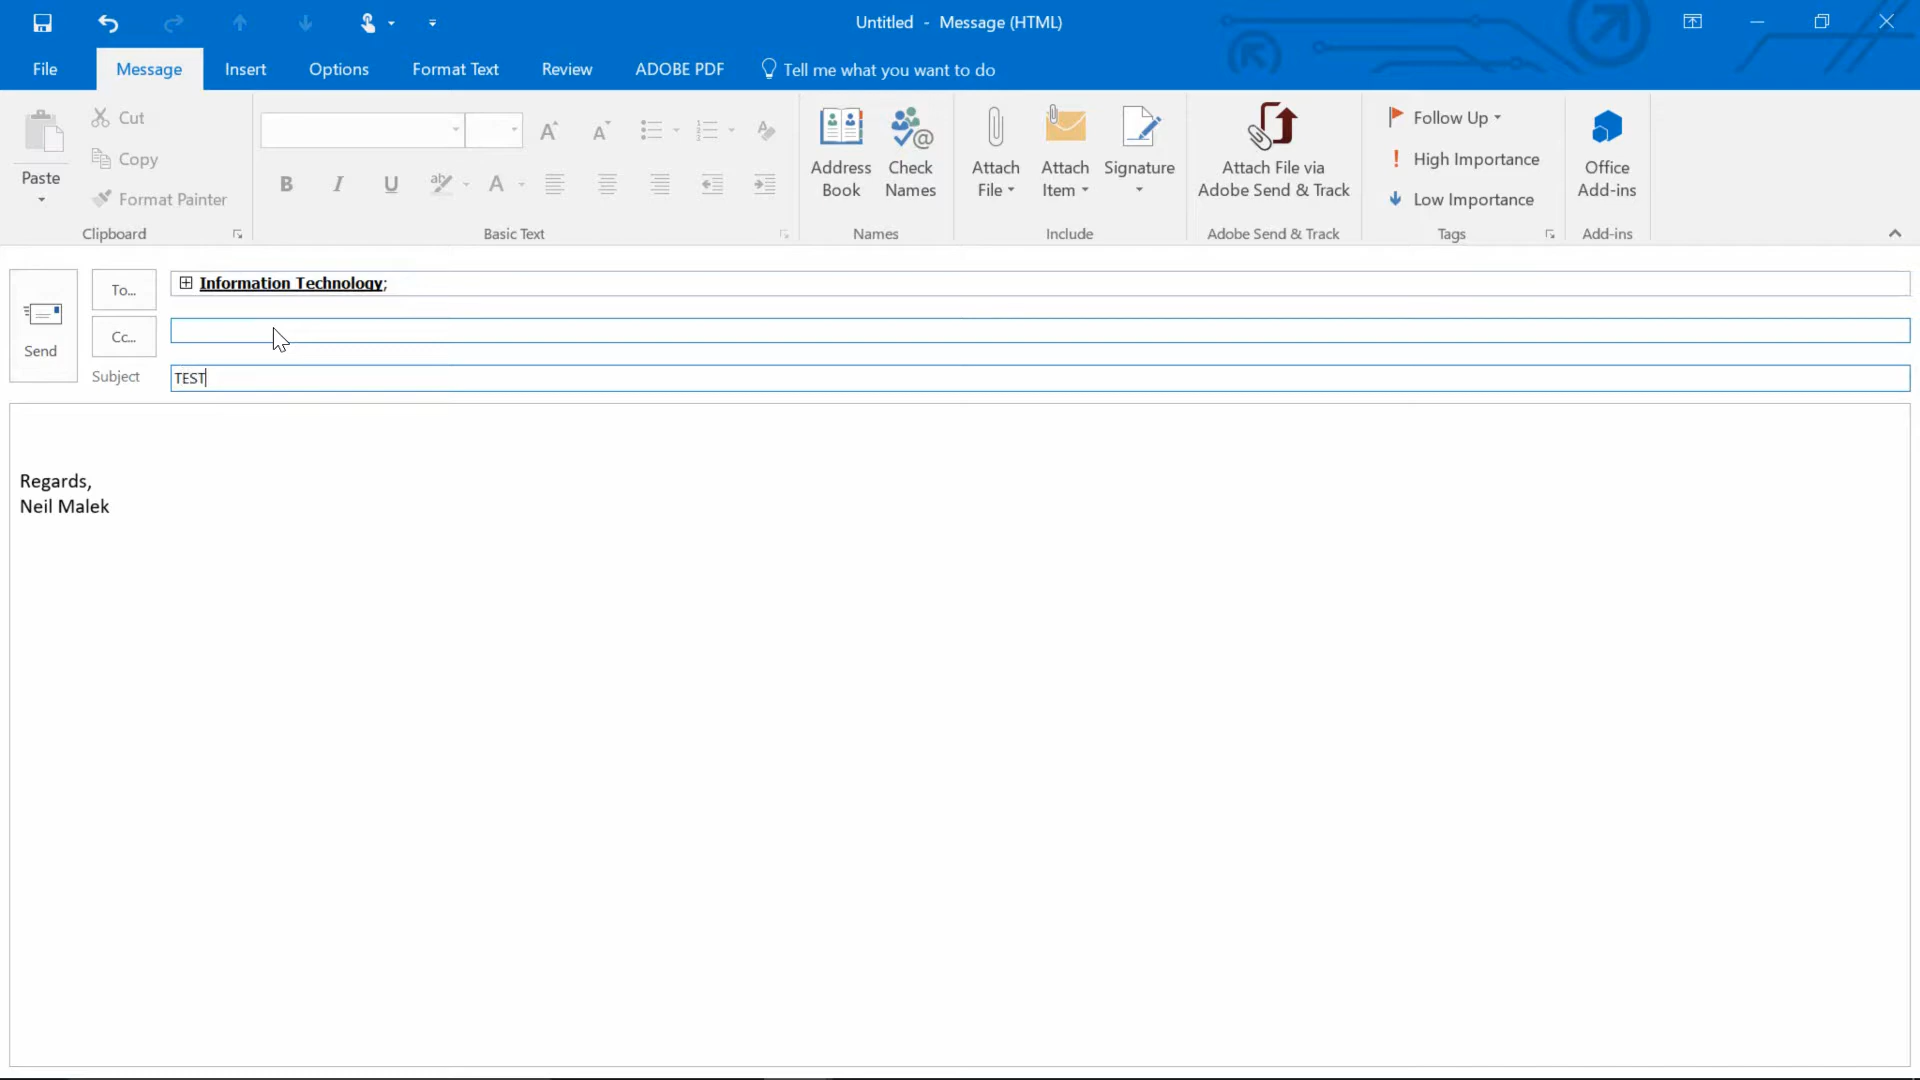 Untitled - Message (HTML)
File Message Insert Options Format Text Review ADOBE PDF Tell me what you want to do
Paste
Cut
Copy
Format Painter
Clipboard
B I U ab A
A A
Basic Text
Address Book
Check Names
Names
Attach File
Attach Item
Signature
Include
Attach File via Adobe Send & Track
Adobe Send & Track
Follow Up
! High Importance
Low Importance
Tags
Office Add-ins
Add-ins
Send
To...
Information Technology;
Cc...
Subject
TEST
Regards,
Neil Malek